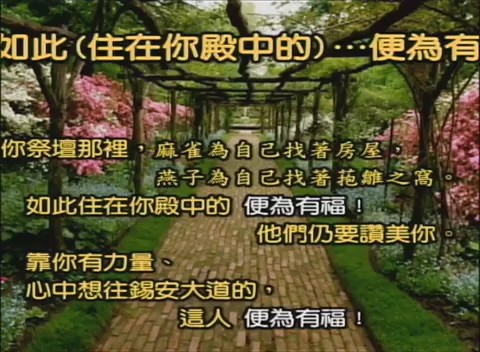 如此(住在你殿中的)…便為有
你祭壇那裡，麻雀為自己找著房屋，
燕子為自己找著菢雛之窩。
如此住在你殿中的 便為有福！
他們仍要讚美你。
靠你有力量、
心中想往錫安大道的，
這人 便為有福！